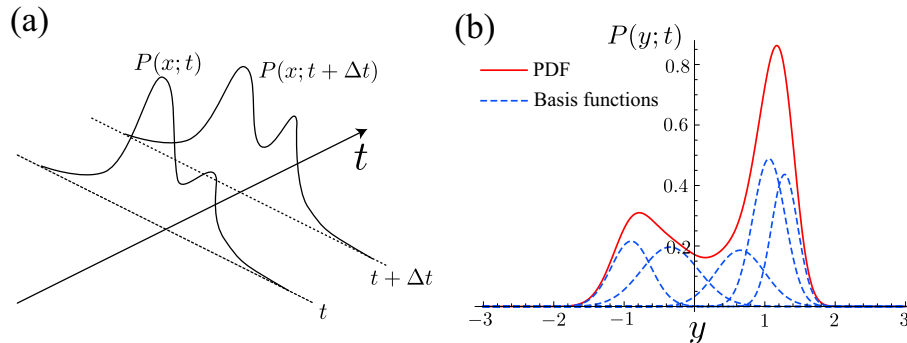 (a)
P(x; t)
P(x; t + Δt)
t
t + Δt
t
(b)
P(y; t)
PDF
Basis functions
0.8
0.6
0.4
0.2
−3
−2
−1
1
2
3
y